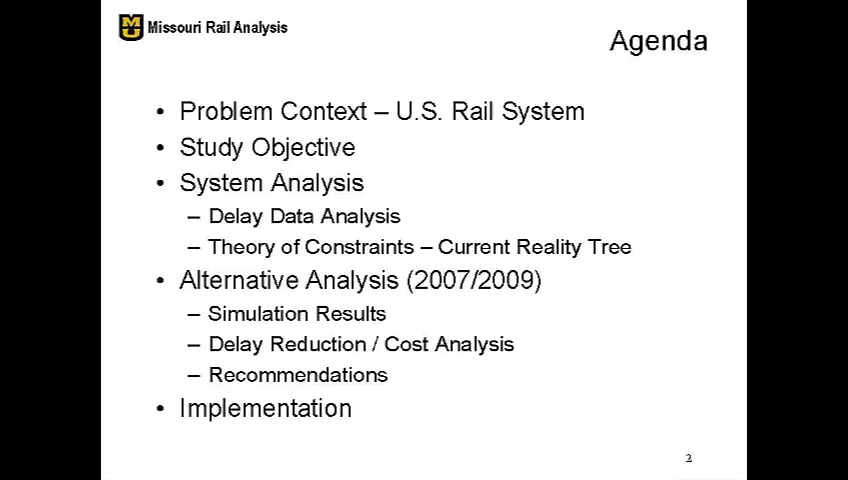 MU
Missouri Rail Analysis
Agenda
• Problem Context – U.S. Rail System
• Study Objective
• System Analysis
– Delay Data Analysis
– Theory of Constraints – Current Reality Tree
• Alternative Analysis (2007/2009)
– Simulation Results
– Delay Reduction / Cost Analysis
– Recommendations
• Implementation
2